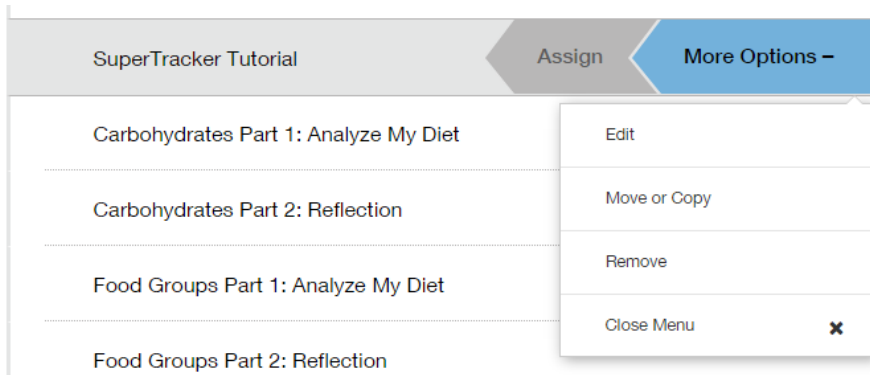 SuperTracker Tutorial
Assign
More Options –
Carbohydrates Part 1: Analyze My Diet
Carbohydrates Part 2: Reflection
Food Groups Part 1: Analyze My Diet
Food Groups Part 2: Reflection
Edit
Move or Copy
Remove
Close Menu ✖